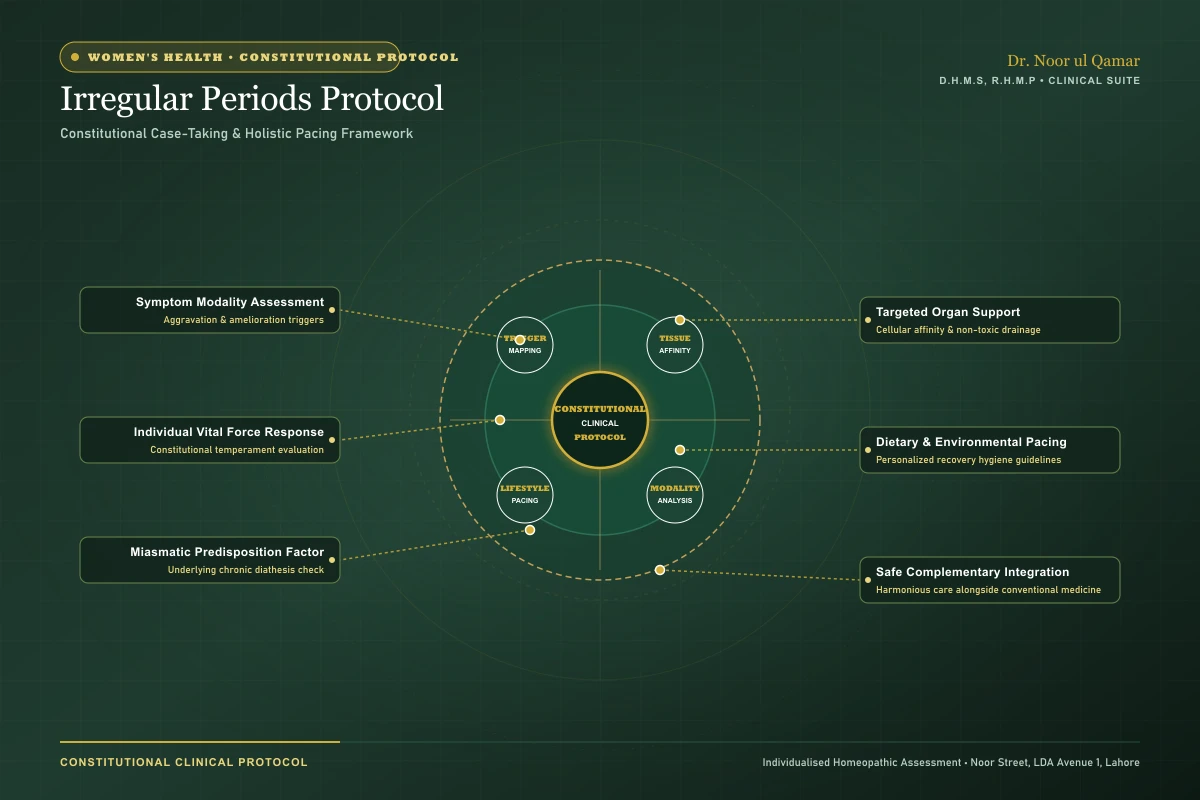 WOMEN'S HEALTH • CONSTITUTIONAL PROTOCOL
Irregular Periods Protocol
Constitutional Case-Taking & Holistic Pacing Framework
Dr. Noor ul Qamar
D.H.M.S, R.H.M.P • CLINICAL SUITE
Symptom Modality Assessment
Aggravation & amelioration triggers
Individual Vital Force Response
Constitutional temperament evaluation
Miasmatic Predisposition Factor
Underlying chronic diathesis check
TRIGGER
MAPPING
TISSUE
AFFINITY
CONSTITUTIONAL
CLINICAL
PROTOCOL
LIFESTYLE
PACING
MODALITY
ANALYSIS
Targeted Organ Support
Cellular affinity & non-toxic drainage
Dietary & Environmental Pacing
Personalized recovery hygiene guidelines
Safe Complementary Integration
Harmonious care alongside conventional medicine
CONSTITUTIONAL CLINICAL PROTOCOL
Individualised Homeopathic Assessment • Noor Street, LDA Avenue 1, Lahore